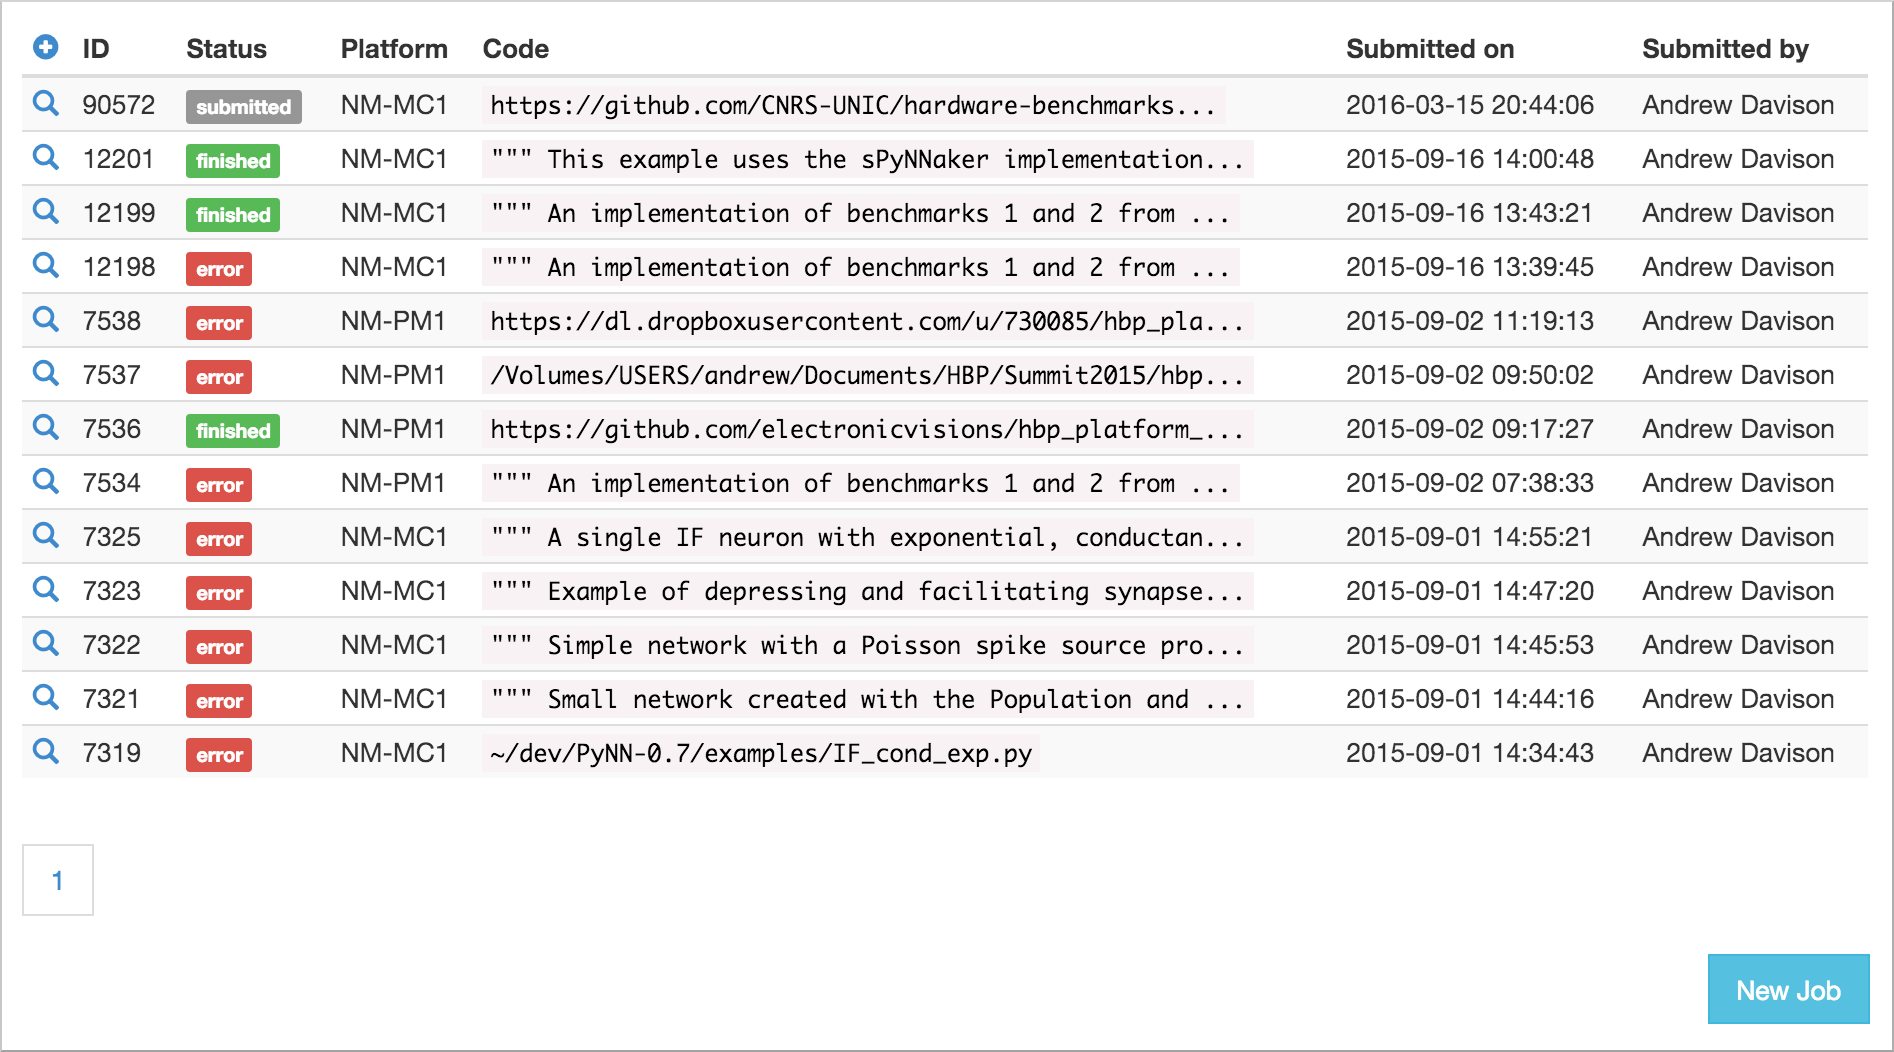 ID Status Platform Code Submitted on Submitted by
90572 submitted NM-MC1 https://github.com/CNRS-UNIC/hardware-benchmarks... 2016-03-15 20:44:06 Andrew Davison
12201 finished NM-MC1 """ This example uses the sPyNNaker implementation... 2015-09-16 14:00:48 Andrew Davison
12199 finished NM-MC1 """ An implementation of benchmarks 1 and 2 from ... 2015-09-16 13:43:21 Andrew Davison
12198 error NM-MC1 """ An implementation of benchmarks 1 and 2 from ... 2015-09-16 13:39:45 Andrew Davison
7538 error NM-PM1 https://dl.dropboxusercontent.com/u/730085/hbp_pla... 2015-09-02 11:19:13 Andrew Davison
7537 error NM-PM1 /Volumes/USERS/andrew/Documents/HBP/Summit2015/hbp... 2015-09-02 09:50:02 Andrew Davison
7536 finished NM-PM1 https://github.com/electronicvisions/hbp_platform_... 2015-09-02 09:17:27 Andrew Davison
7534 error NM-PM1 """ An implementation of benchmarks 1 and 2 from ... 2015-09-02 07:38:33 Andrew Davison
7325 error NM-MC1 """ A single IF neuron with exponential, conductan... 2015-09-01 14:55:21 Andrew Davison
7323 error NM-MC1 """ Example of depressing and facilitating synapse... 2015-09-01 14:47:20 Andrew Davison
7322 error NM-MC1 """ Simple network with a Poisson spike source pro... 2015-09-01 14:45:53 Andrew Davison
7321 error NM-MC1 """ Small network created with the Population and ... 2015-09-01 14:44:16 Andrew Davison
7319 error NM-MC1 ~/dev/PyNN-0.7/examples/IF_cond_exp.py 2015-09-01 14:34:43 Andrew Davison
1
New Job